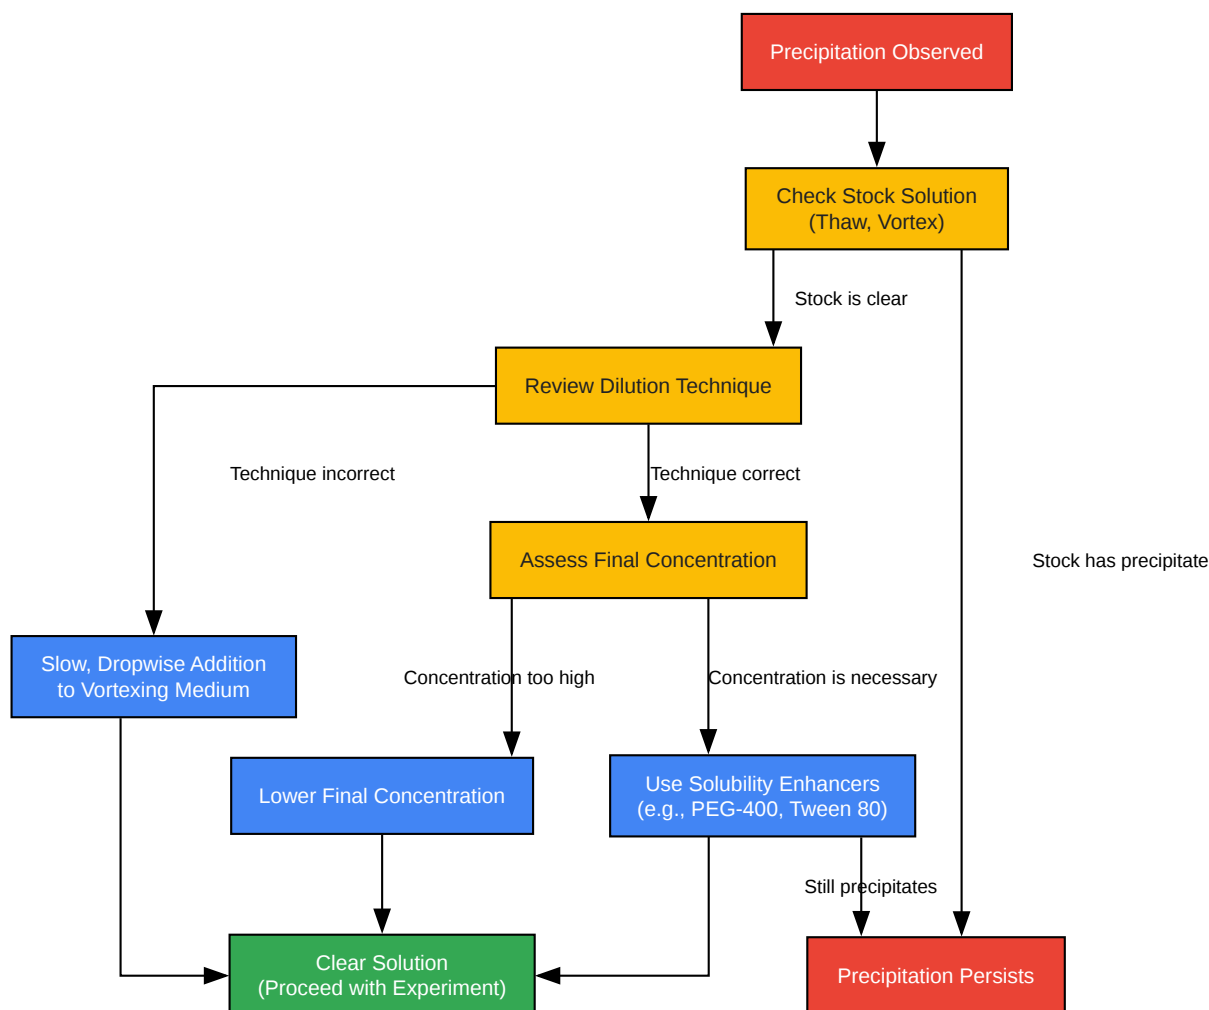 Precipitation Observed
Check Stock Solution
(Thaw, Vortex)
Stock is clear
Review Dilution Technique
Technique incorrect
Technique correct
Assess Final Concentration
Stock has precipitate
Slow, Dropwise Addition
to Vortexing Medium
Concentration too high
Concentration is necessary
Lower Final Concentration
Use Solubility Enhancers
(e.g., PEG-400, Tween 80)
Still precipitates
Clear Solution
(Proceed with Experiment)
Precipitation Persists